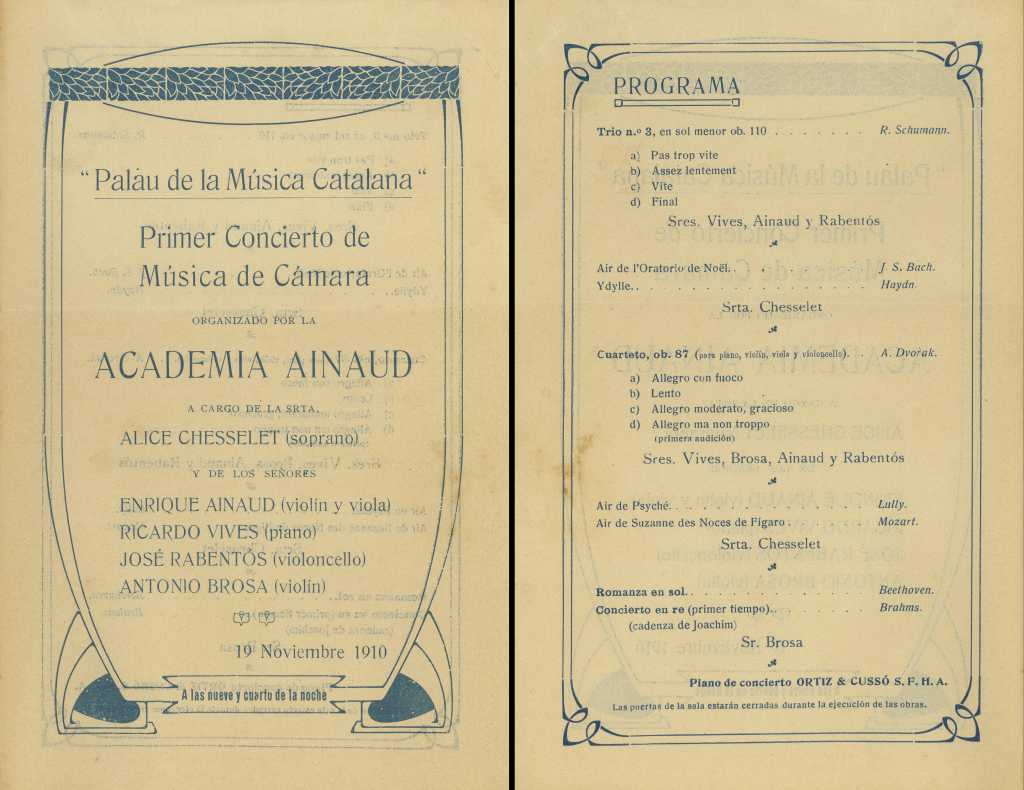 “Palau de la Música Catalana“
Primer Concierto de
Música de Cámara
ORGANIZADO POR LA
ACADEMIA AINAUD
A CARGO DE LA SRTA.
ALICE CHESSELET (soprano)
Y DE LOS SEÑORES
ENRIQUE AINAUD (violín y viola)
RICARDO VIVES (piano)
JOSÉ RABENTÓS (violoncello)
ANTONIO BROSA (violín)
19 Noviembre 1910
A las nueve y cuarto de la noche
PROGRAMA
Trio n.º 3, en sol menor ob. 110 . . . . . . . R. Schumann.
a) Pas trop vite
b) Assez lentement
c) Vite
d) Final
Sres. Vives, Ainaud y Rabentós
Air de l'Oratorio de Noël. . . . . . . . J. S. Bach.
Ydylle. . . . . . . . . . . . . . . Haydn.
Srta. Chesselet
Cuarteto, ob. 87 (para piano, violín, viola y violoncello). . A. Dvořak.
a) Allegro con fuoco
b) Lento
c) Allegro moderato, gracioso
d) Allegro ma non troppo
(primera audición)
Sres. Vives, Brosa, Ainaud y Rabentós
Air de Psyché. . . . . . . . . . . . . Lully.
Air de Suzanne des Noces de Figaro . . . . . . Mozart.
Srta. Chesselet
Romanza en sol. . . . . . . . . . . . . Beethoven.
Concierto en re (primer tiempo). . . . . . . . Brahms.
(cadenza de Joachim)
Sr. Brosa
Piano de concierto ORTIZ & CUSSÓ S. F. H. A.
Las puertas de la sala estarán cerradas durante la ejecución de las obras.